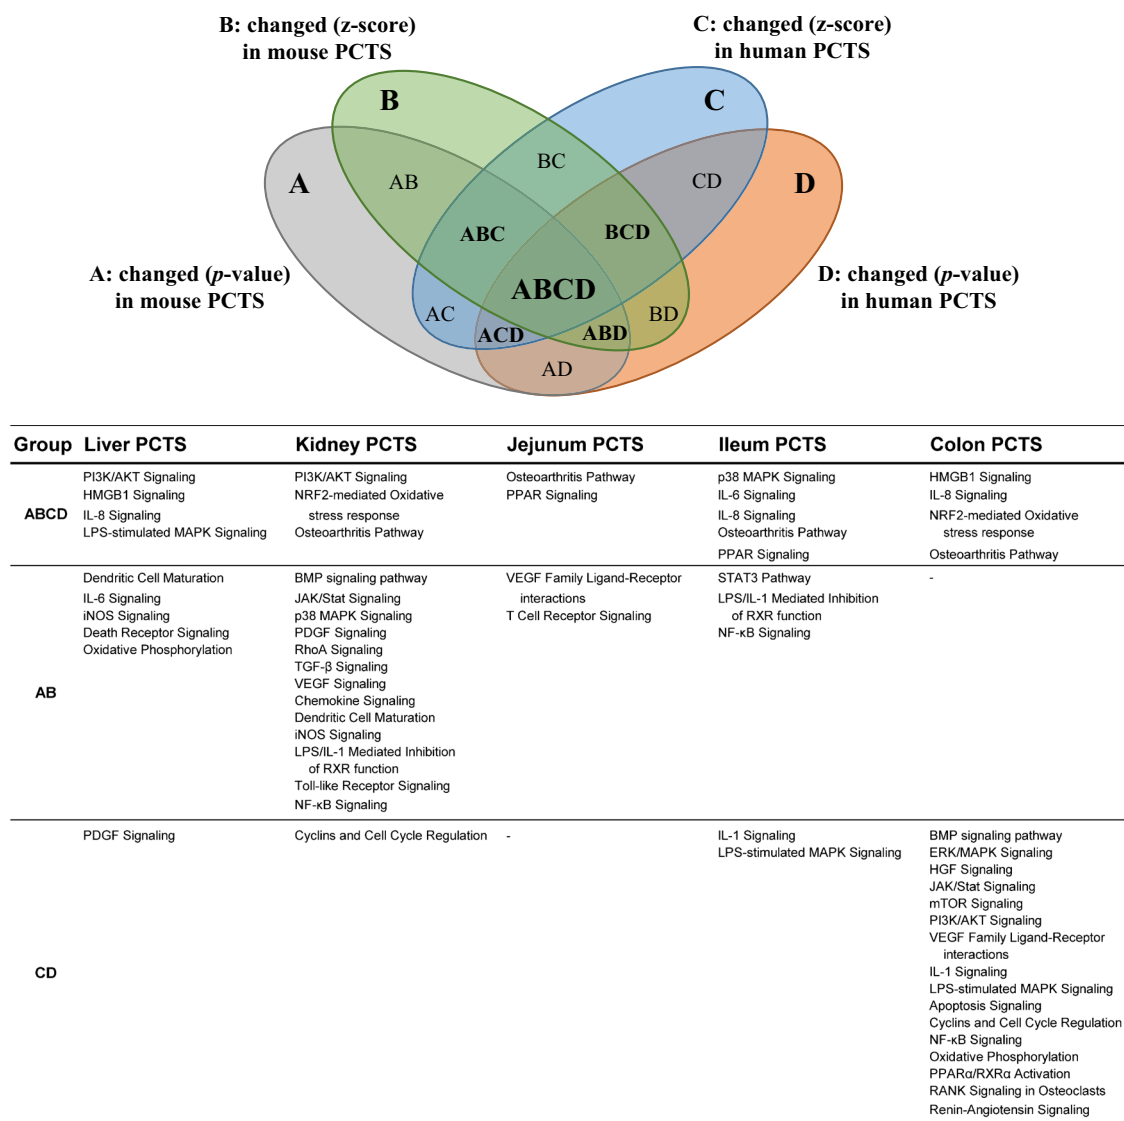 B: changed (z-score)
in mouse PCTS
C: changed (z-score)
in human PCTS
B
C
BC
A
AB
CD
D
ABC
BCD
A: changed (p-value)
in mouse PCTS
ABCD
D: changed (p-value)
in human PCTS
AC
BD
ACD
ABD
AD
Group Liver PCTS Kidney PCTS Jejunum PCTS Ileum PCTS Colon PCTS
ABCD
PI3K/AKT Signaling
HMGB1 Signaling
IL-8 Signaling
LPS-stimulated MAPK Signaling
PI3K/AKT Signaling
NRF2-mediated Oxidative
stress response
Osteoarthritis Pathway
Osteoarthritis Pathway
PPAR Signaling
p38 MAPK Signaling
IL-6 Signaling
IL-8 Signaling
Osteoarthritis Pathway
PPAR Signaling
HMGB1 Signaling
IL-8 Signaling
NRF2-mediated Oxidative
stress response
Osteoarthritis Pathway
AB
Dendritic Cell Maturation
IL-6 Signaling
iNOS Signaling
Death Receptor Signaling
Oxidative Phosphorylation
BMP signaling pathway
JAK/Stat Signaling
p38 MAPK Signaling
PDGF Signaling
RhoA Signaling
TGF-β Signaling
VEGF Signaling
Chemokine Signaling
Dendritic Cell Maturation
iNOS Signaling
LPS/IL-1 Mediated Inhibition
of RXR function
Toll-like Receptor Signaling
NF-κB Signaling
VEGF Family Ligand-Receptor
interactions
T Cell Receptor Signaling
STAT3 Pathway
LPS/IL-1 Mediated Inhibition
of RXR function
NF-κB Signaling
-
CD
PDGF Signaling
Cyclins and Cell Cycle Regulation
-
IL-1 Signaling
LPS-stimulated MAPK Signaling
BMP signaling pathway
ERK/MAPK Signaling
HGF Signaling
JAK/Stat Signaling
mTOR Signaling
PI3K/AKT Signaling
VEGF Family Ligand-Receptor
interactions
IL-1 Signaling
LPS-stimulated MAPK Signaling
Apoptosis Signaling
Cyclins and Cell Cycle Regulation
NF-κB Signaling
Oxidative Phosphorylation
PPARα/RXRα Activation
RANK Signaling in Osteoclasts
Renin-Angiotensin Signaling